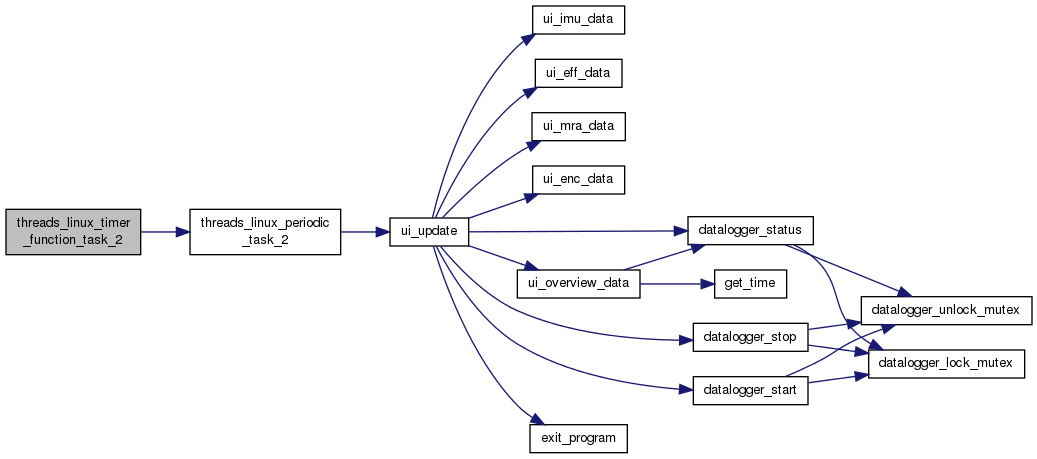 threads_linux_timer
_function_task_2
threads_linux_periodic
_task_2
ui_update
ui_imu_data
ui_eff_data
ui_mra_data
ui_enc_data
datalogger_status
ui_overview_data
get_time
datalogger_unlock_mutex
datalogger_stop
datalogger_lock_mutex
datalogger_start
exit_program